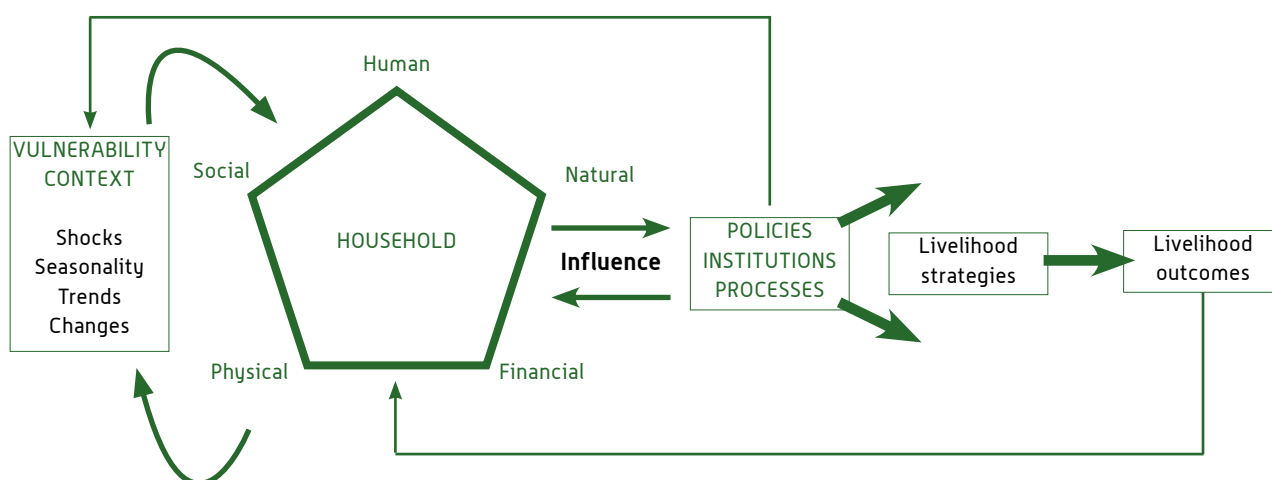 Human
VULNERABILITY
CONTEXT
Shocks
Seasonality
Trends
Changes
Social
Natural
HOUSEHOLD
Influence
Physical
Financial
POLICIES
INSTITUTIONS
PROCESSES
Livelihood
strategies
Livelihood
outcomes